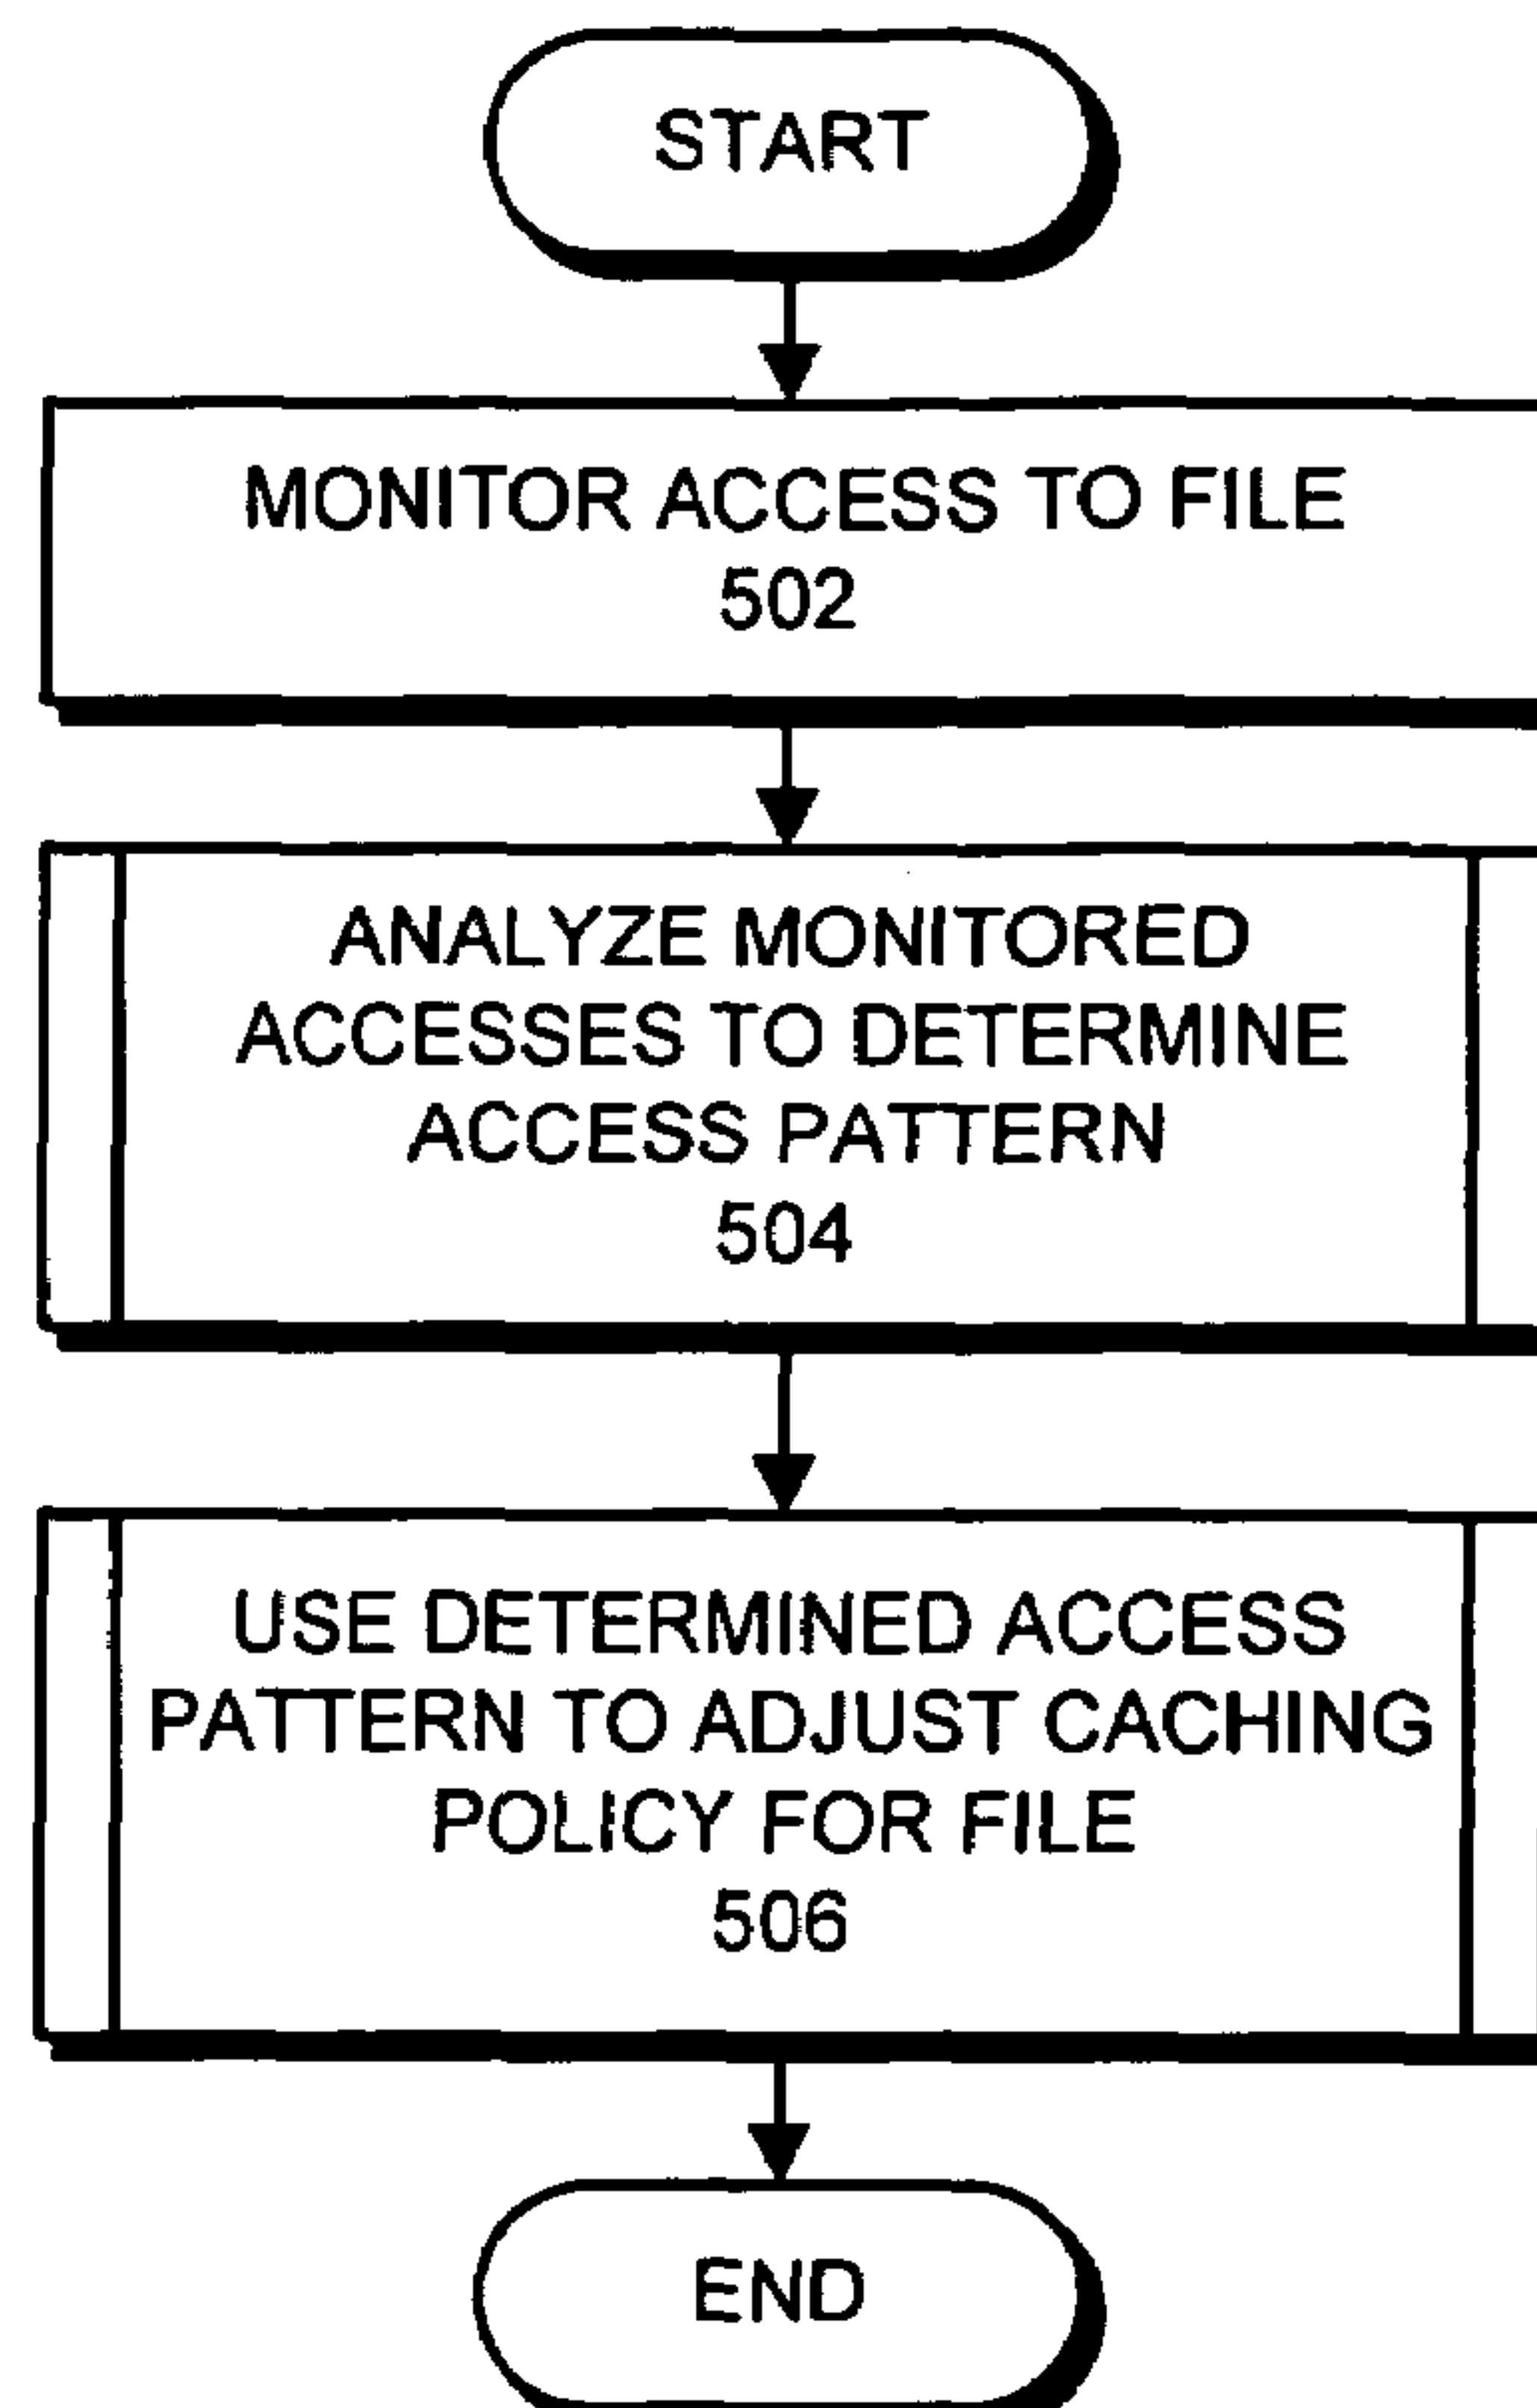 START
MONITOR ACCESS TO FILE
502
ANALYZE MONITORED
ACCESSES TO DETERMINE
ACCESS PATTERN
504
USE DETERMINED ACCESS
PATTERN TO ADJUST CACHING
POLICY FOR FILE
506
END